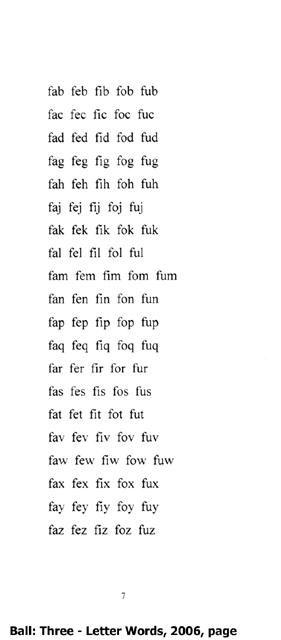 fab feb fib fob fub
fac fec fic foc fuc
fad fed fid fod fud
fag feg fig fog fug
fah feh fih foh fuh
faj fej fij foj fuj
fak fek fik fok fuk
fal fel fil fol ful
fam fem fim fom fum
fan fen fin fon fun
fap fep fip fop fup
faq feq fiq foq fuq
far fer fir for fur
fas fes fis fos fus
fat fet fit fot fut
fav fev fiv fov fuv
faw few fiw fow fuw
fax fex fix fox fux
fay fey fiy foy fuy
faz fez fiz foz fuz
7
Ball: Three - Letter Words, 2006, page